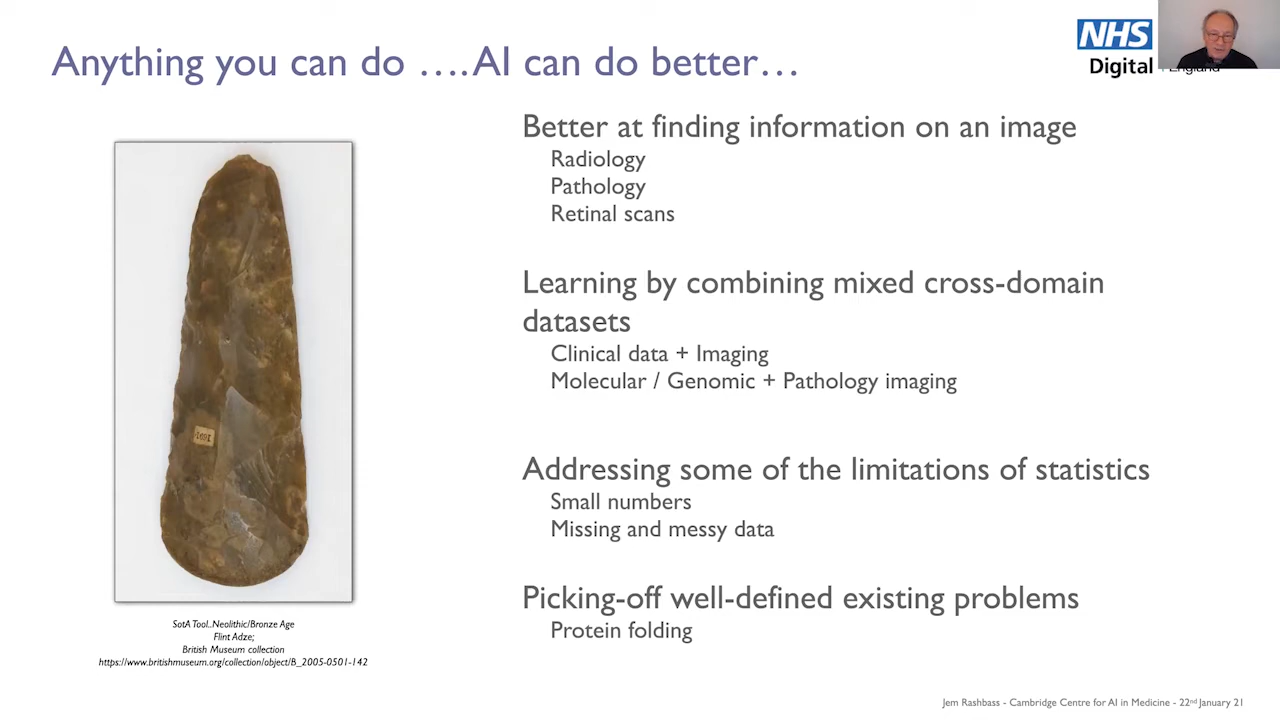 Anything you can do ….AI can do better…
NHS
Digital
England
Better at finding information on an image
Radiology
Pathology
Retinal scans
Learning by combining mixed cross-domain
datasets
Clinical data + Imaging
Molecular / Genomic + Pathology imaging
Addressing some of the limitations of statistics
Small numbers
Missing and messy data
Picking-off well-defined existing problems
Protein folding
SotA Tool..Neolithic/Bronze Age
Flint Adze;
British Museum collection
https://www.britishmuseum.org/collection/object/B_2005-0501-142
Jem Rashbass - Cambridge Centre for AI in Medicine - 22nd January 21